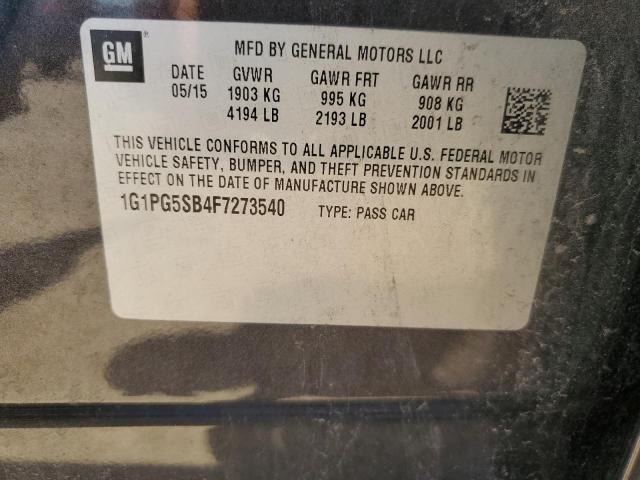 GM
MFD BY GENERAL MOTORS LLC
DATE GVWR GAWR FRT GAWR RR
05/15 1903 KG 995 KG 908 KG
4194 LB 2193 LB 2001 LB
THIS VEHICLE CONFORMS TO ALL APPLICABLE U.S. FEDERAL MOTOR
VEHICLE SAFETY, BUMPER, AND THEFT PREVENTION STANDARDS IN
EFFECT ON THE DATE OF MANUFACTURE SHOWN ABOVE.
1G1PG5SB4F7273540 TYPE: PASS CAR